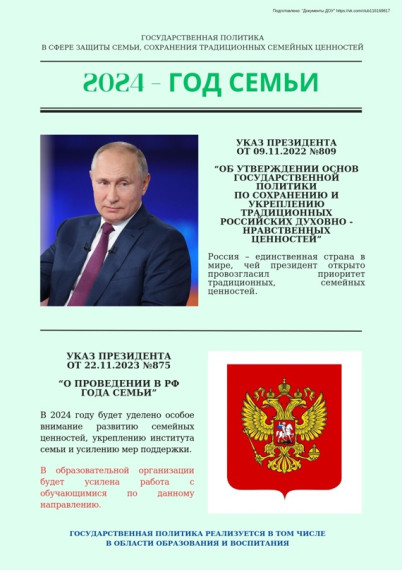 Подготовлено: "Документы ДОУ" https://vk.com/club215159817
ГОСУДАРСТВЕННАЯ ПОЛИТИКА
В СФЕРЕ ЗАЩИТЫ СЕМЬИ, СОХРАНЕНИЯ ТРАДИЦИОННЫХ СЕМЕЙНЫХ ЦЕННОСТЕЙ
2024 - ГОД СЕМЬИ
УКАЗ ПРЕЗИДЕНТА
ОТ 09.11.2022 №809
“ОБ УТВЕРЖДЕНИИ ОСНОВ
ГОСУДАРСТВЕННОЙ
ПОЛИТИКИ
ПО СОХРАНЕНИЮ И
УКРЕПЛЕНИЮ
ТРАДИЦИОННЫХ
РОССИЙСКИХ ДУХОВНО -
НРАВСТВЕННЫХ
ЦЕННОСТЕЙ”
Россия – единственная страна в
мире, чей президент открыто
провозгласил приоритет
традиционных, семейных
ценностей.
УКАЗ ПРЕЗИДЕНТА
ОТ 22.11.2023 №875
“О ПРОВЕДЕНИИ В РФ
ГОДА СЕМЬИ”
В 2024 году будет уделено особое
внимание развитию семейных
ценностей, укреплению института
семьи и усилению мер поддержки.
В образовательной организации
будет усилена работа с
обучающимися по данному
направлению.
ГОСУДАРСТВЕННАЯ ПОЛИТИКА РЕАЛИЗУЕТСЯ В ТОМ ЧИСЛЕ
В ОБЛАСТИ ОБРАЗОВАНИЯ И ВОСПИТАНИЯ